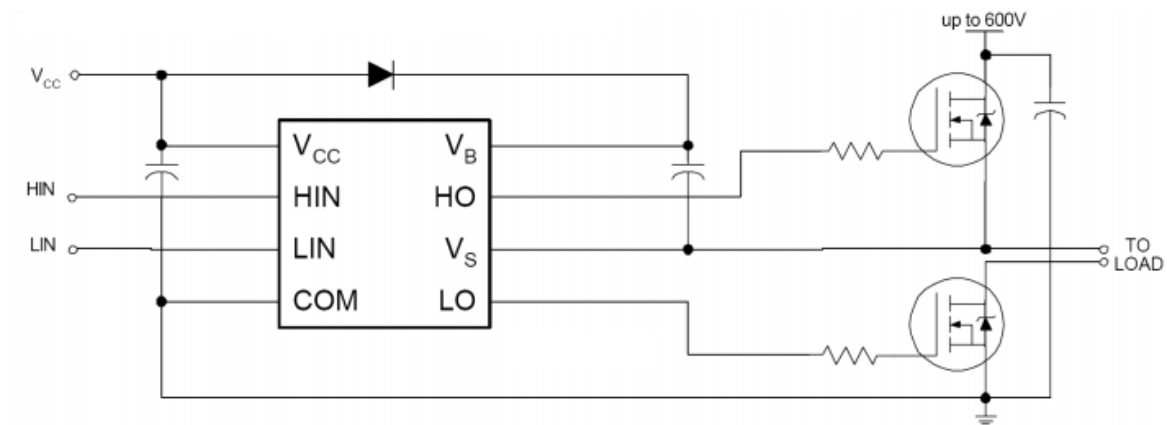 up to 600V
VCC
VCC VB
HIN HIN HO
LIN LIN VS
TO
LOAD
COM LO